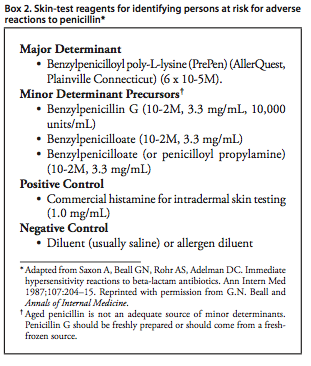 Box 2. Skin-test reagents for identifying persons at risk for adverse
reactions to penicillin*
Major Determinant
• Benzylpenicilloyl poly-L-lysine (PrePen) (AllerQuest,
Plainville Connecticut) (6 x 10-5M).
Minor Determinant Precursors†
• Benzylpenicillin G (10-2M, 3.3 mg/mL, 10,000
units/mL)
• Benzylpenicilloate (10-2M, 3.3 mg/mL)
• Benzylpenicilloate (or penicilloyl propylamine)
(10-2M, 3.3 mg/mL)
Positive Control
• Commercial histamine for intradermal skin testing
(1.0 mg/mL)
Negative Control
• Diluent (usually saline) or allergen diluent
*Adapted from Saxon A, Beall GN, Rohr AS, Adelman DC. Immediate
hypersensitivity reactions to beta-lactam antibiotics. Ann Intern Med
1987;107:204–15. Reprinted with permission from G.N. Beall and
Annals of Internal Medicine.
†Aged penicillin is not an adequate source of minor determinants.
Penicillin G should be freshly prepared or should come from a fresh-
frozen source.